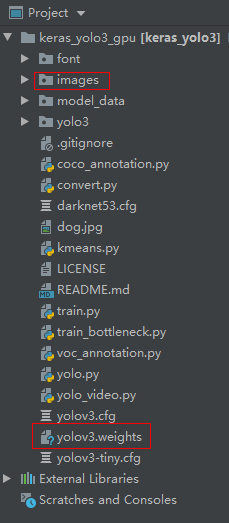 Project
keras_yolo3_gpu [keras_yolo3]
font
images
model_data
yolo3
.gitignore
coco_annotation.py
convert.py
darknet53.cfg
dog.jpg
kmeans.py
LICENSE
MD README.md
train.py
train_bottleneck.py
voc_annotation.py
yolo.py
yolo_video.py
yolov3.cfg
yolov3.weights
yolov3-tiny.cfg
External Libraries
Scratches and Consoles